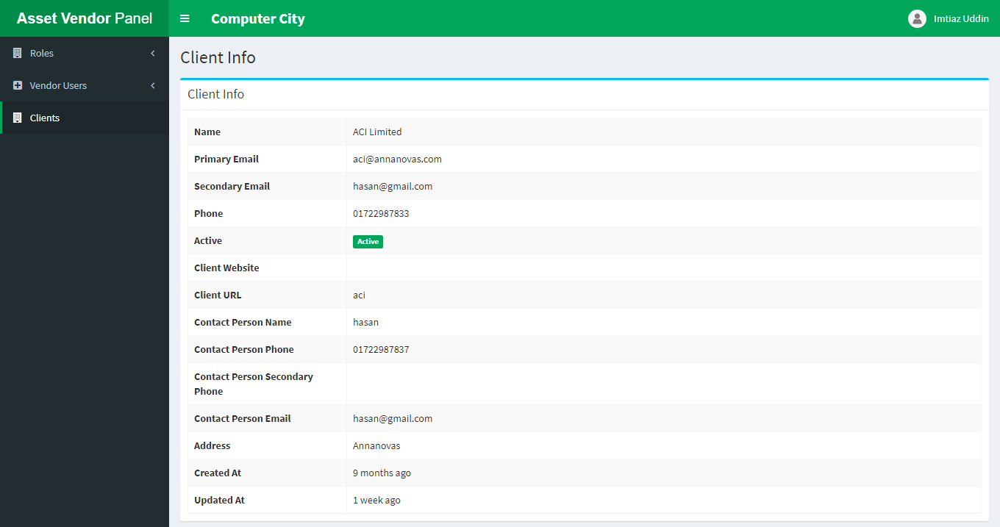 Asset Vendor Panel
Computer City
Imtiaz Uddin
Roles
Vendor Users
Clients
Client Info
Client Info
Name ACI Limited
Primary Email aci@annanovas.com
Secondary Email hasan@gmail.com
Phone 01722987833
Active Active
Client Website
Client URL aci
Contact Person Name hasan
Contact Person Phone 01722987837
Contact Person Secondary
Phone
Contact Person Email hasan@gmail.com
Address Annanovas
Created At 9 months ago
Updated At 1 week ago